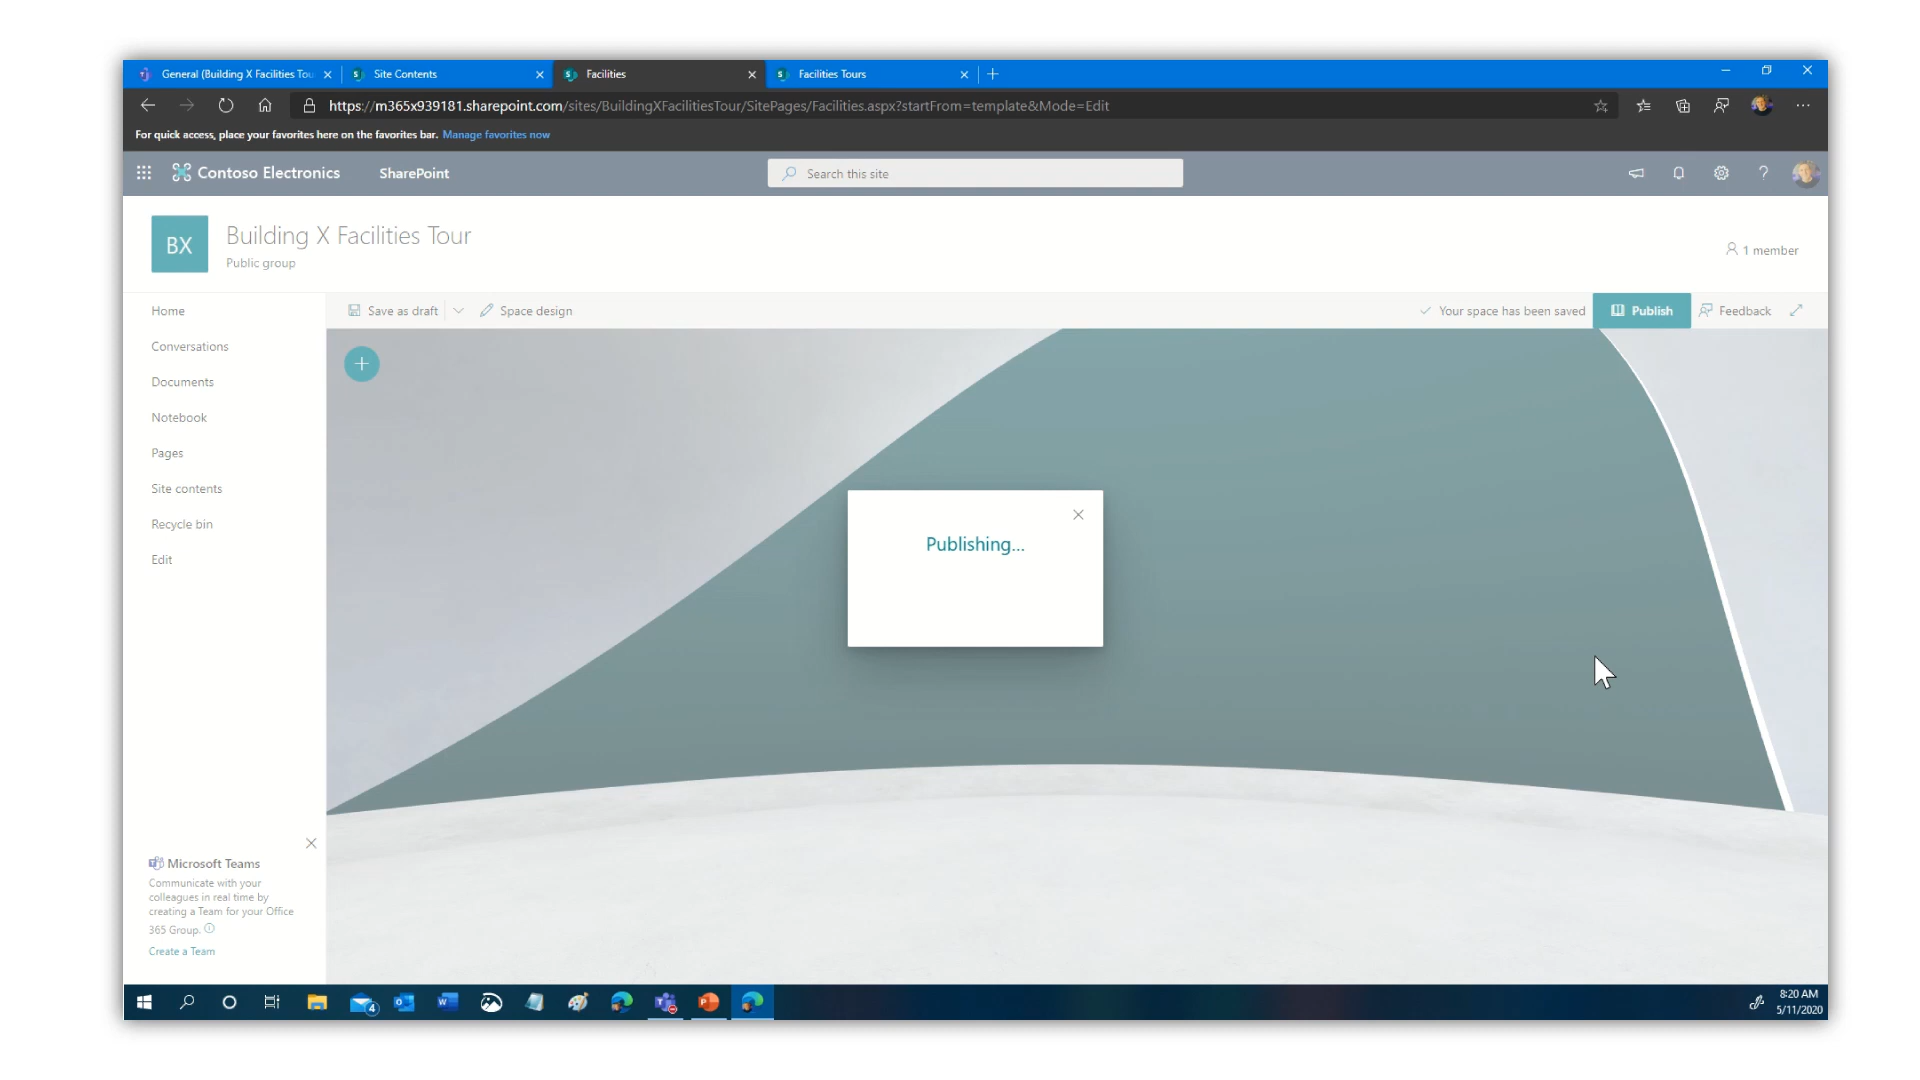 General (Building X Facilities Tou
Site Contents
Facilities
Facilities Tours
https://m365x939181.sharepoint.com/sites/BuildingXFacilitiesTour/SitePages/Facilities.aspx?startFrom=template&Mode=Edit
For quick access, place your favorites here on the favorites bar. Manage favorites now
Contoso Electronics
SharePoint
Search this site
BX
Building X Facilities Tour
Public group
1 member
Home
Save as draft
Space design
Your space has been saved
Publish
Feedback
Conversations
Documents
Notebook
Pages
Site contents
Recycle bin
Edit
Publishing...
Microsoft Teams
Communicate with your
colleagues in real time by
creating a Team for your Office
365 Group.
Create a Team
4
8:20 AM
5/11/2020